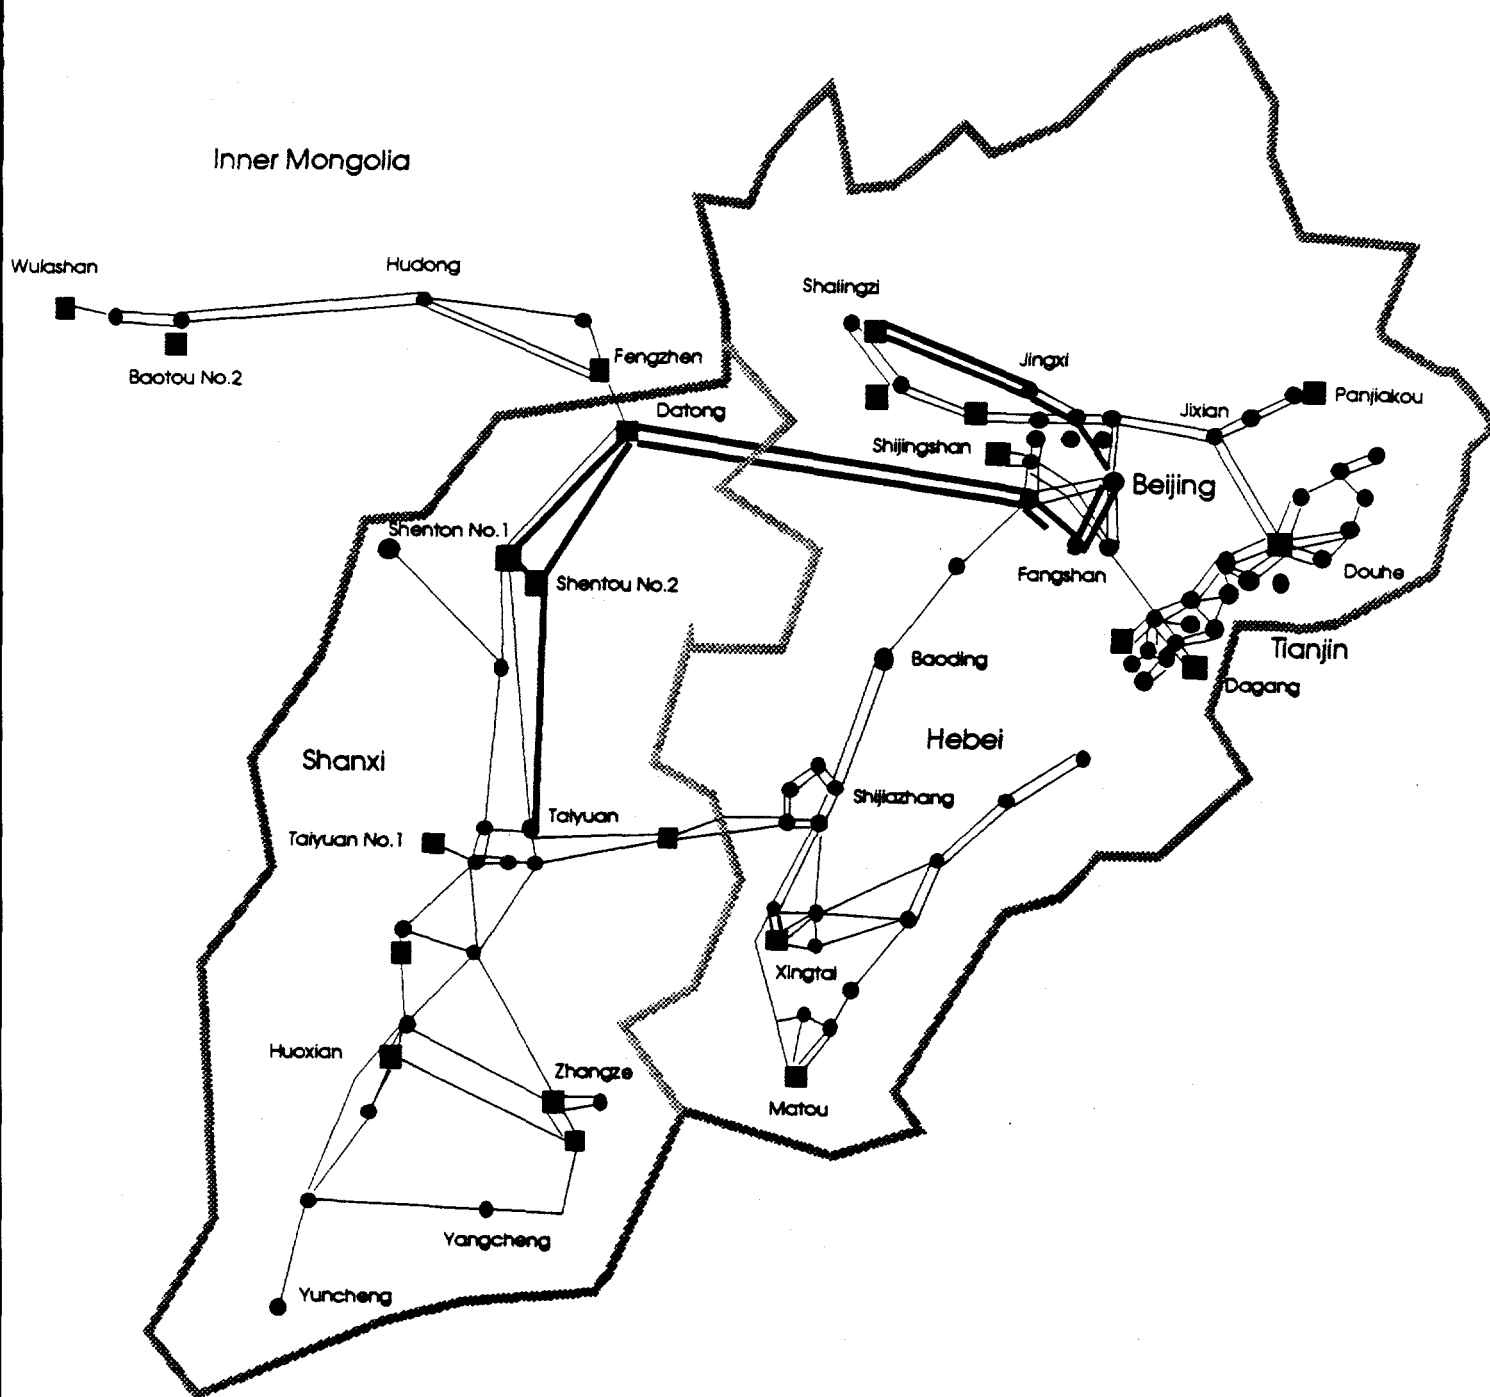 Inner Mongolia
Wulashan
Hudong
Shalingzi
Fengzhen
Jingxi
Baotou No.2
Panjiakou
Datong
Jixian
Shijingshan
Beijing
Shenton No.1
Shentou No.2
Fangshan
Douhe
Tianjin
Baoding
Dagang
Hebei
Shanxi
Shijiazhang
Taiyuan
Taiyuan No.1
Xingtai
Huoxian
Zhangze
Matou
Yangcheng
Yuncheng